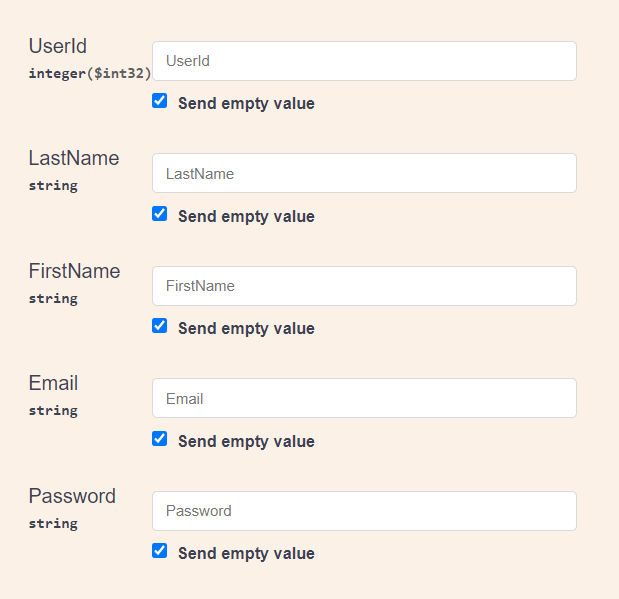 UserId
integer($int32)
UserId
Send empty value
LastName
string
LastName
Send empty value
FirstName
string
FirstName
Send empty value
Email
string
Email
Send empty value
Password
string
Password
Send empty value